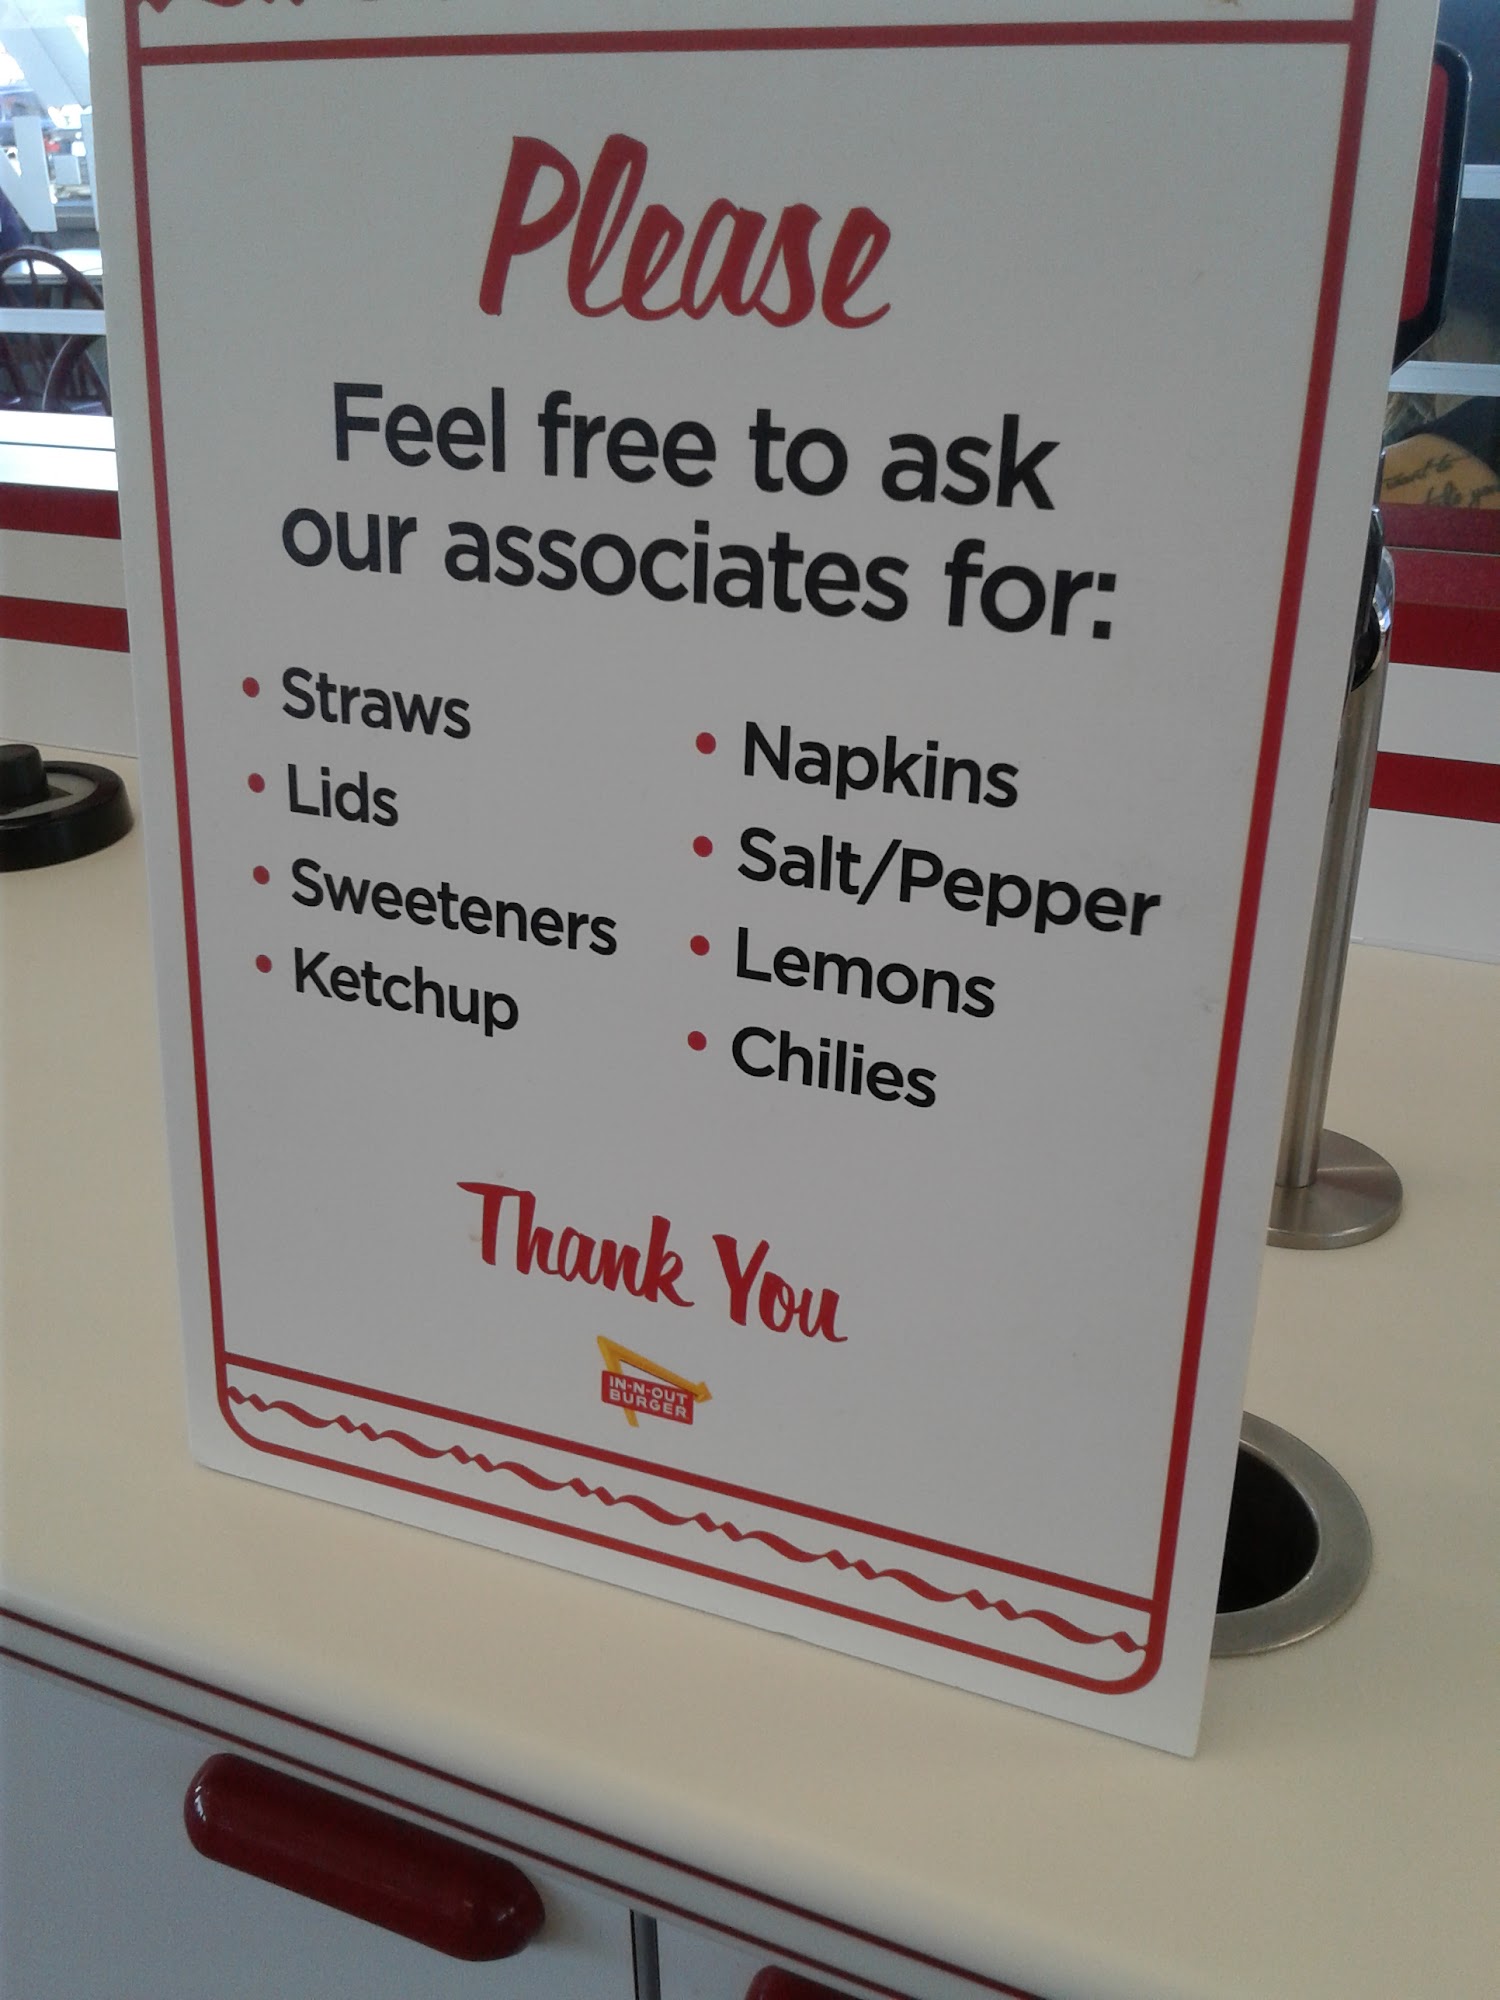 Please
Feel free to ask
our associates for:
• Straws
• Lids
• Sweeteners
• Ketchup
• Napkins
• Salt/Pepper
• Lemons
• Chilies
Thank You
IN-N-OUT
BURGER